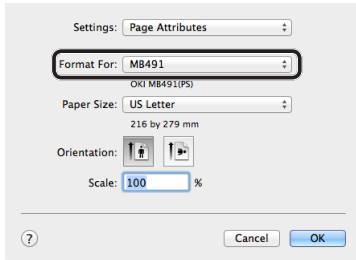 Settings: Page Attributes
Format For: MB491
OKI MB491(PS)
Paper Size: US Letter
216 by 279 mm
Orientation:
Scale: 100 %
? Cancel OK